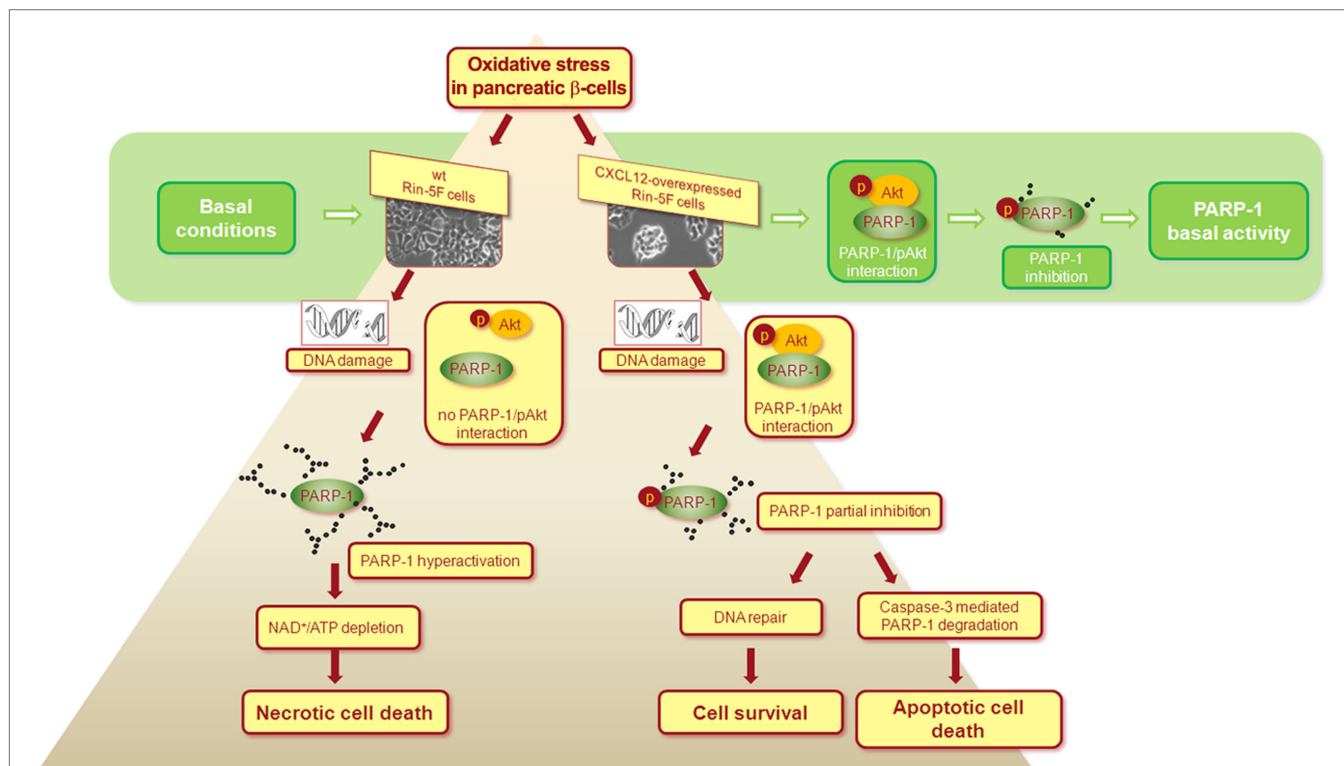 Oxidative stress
in pancreatic β-cells
Basal
conditions
wt
Rin-5F cells
CXCL12-overexpressed
Rin-5F cells
p
Akt
PARP-1
PARP-1/pAkt
interaction
p
PARP-1
PARP-1
inhibition
PARP-1
basal activity
DNA damage
p
Akt
PARP-1
no PARP-1/pAkt
interaction
DNA damage
p
Akt
PARP-1
PARP-1/pAkt
interaction
PARP-1
PARP-1 hyperactivation
NAD⁺/ATP depletion
Necrotic cell death
p
PARP-1
PARP-1 partial inhibition
DNA repair
Cell survival
Caspase-3 mediated
PARP-1 degradation
Apoptotic cell
death